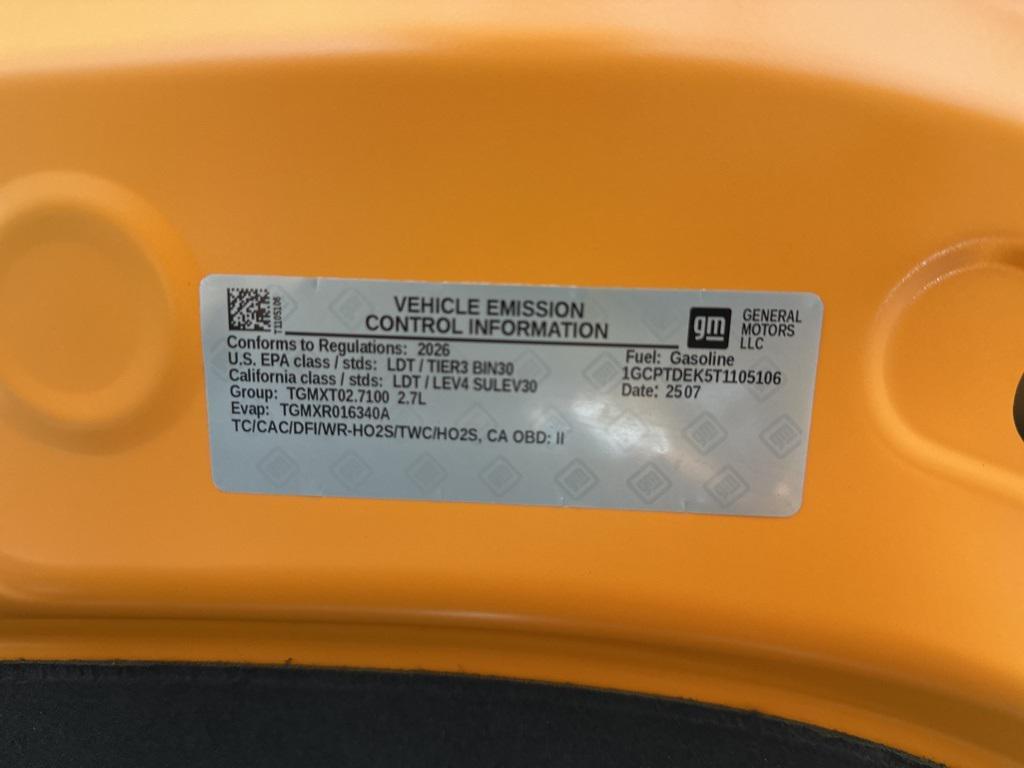 T1105106
VEHICLE EMISSION
CONTROL INFORMATION
gm
GENERAL
MOTORS
LLC
Conforms to Regulations: 2026
U.S. EPA class / stds: LDT / TIER3 BIN30
California class / stds: LDT / LEV4 SULEV30
Group: TGMXT02.7100 2.7L
Evap: TGMXR016340A
TC/CAC/DFI/WR-HO2S/TWC/HO2S, CA OBD: II
Fuel: Gasoline
1GCPTDEK5T1105106
Date: 2507